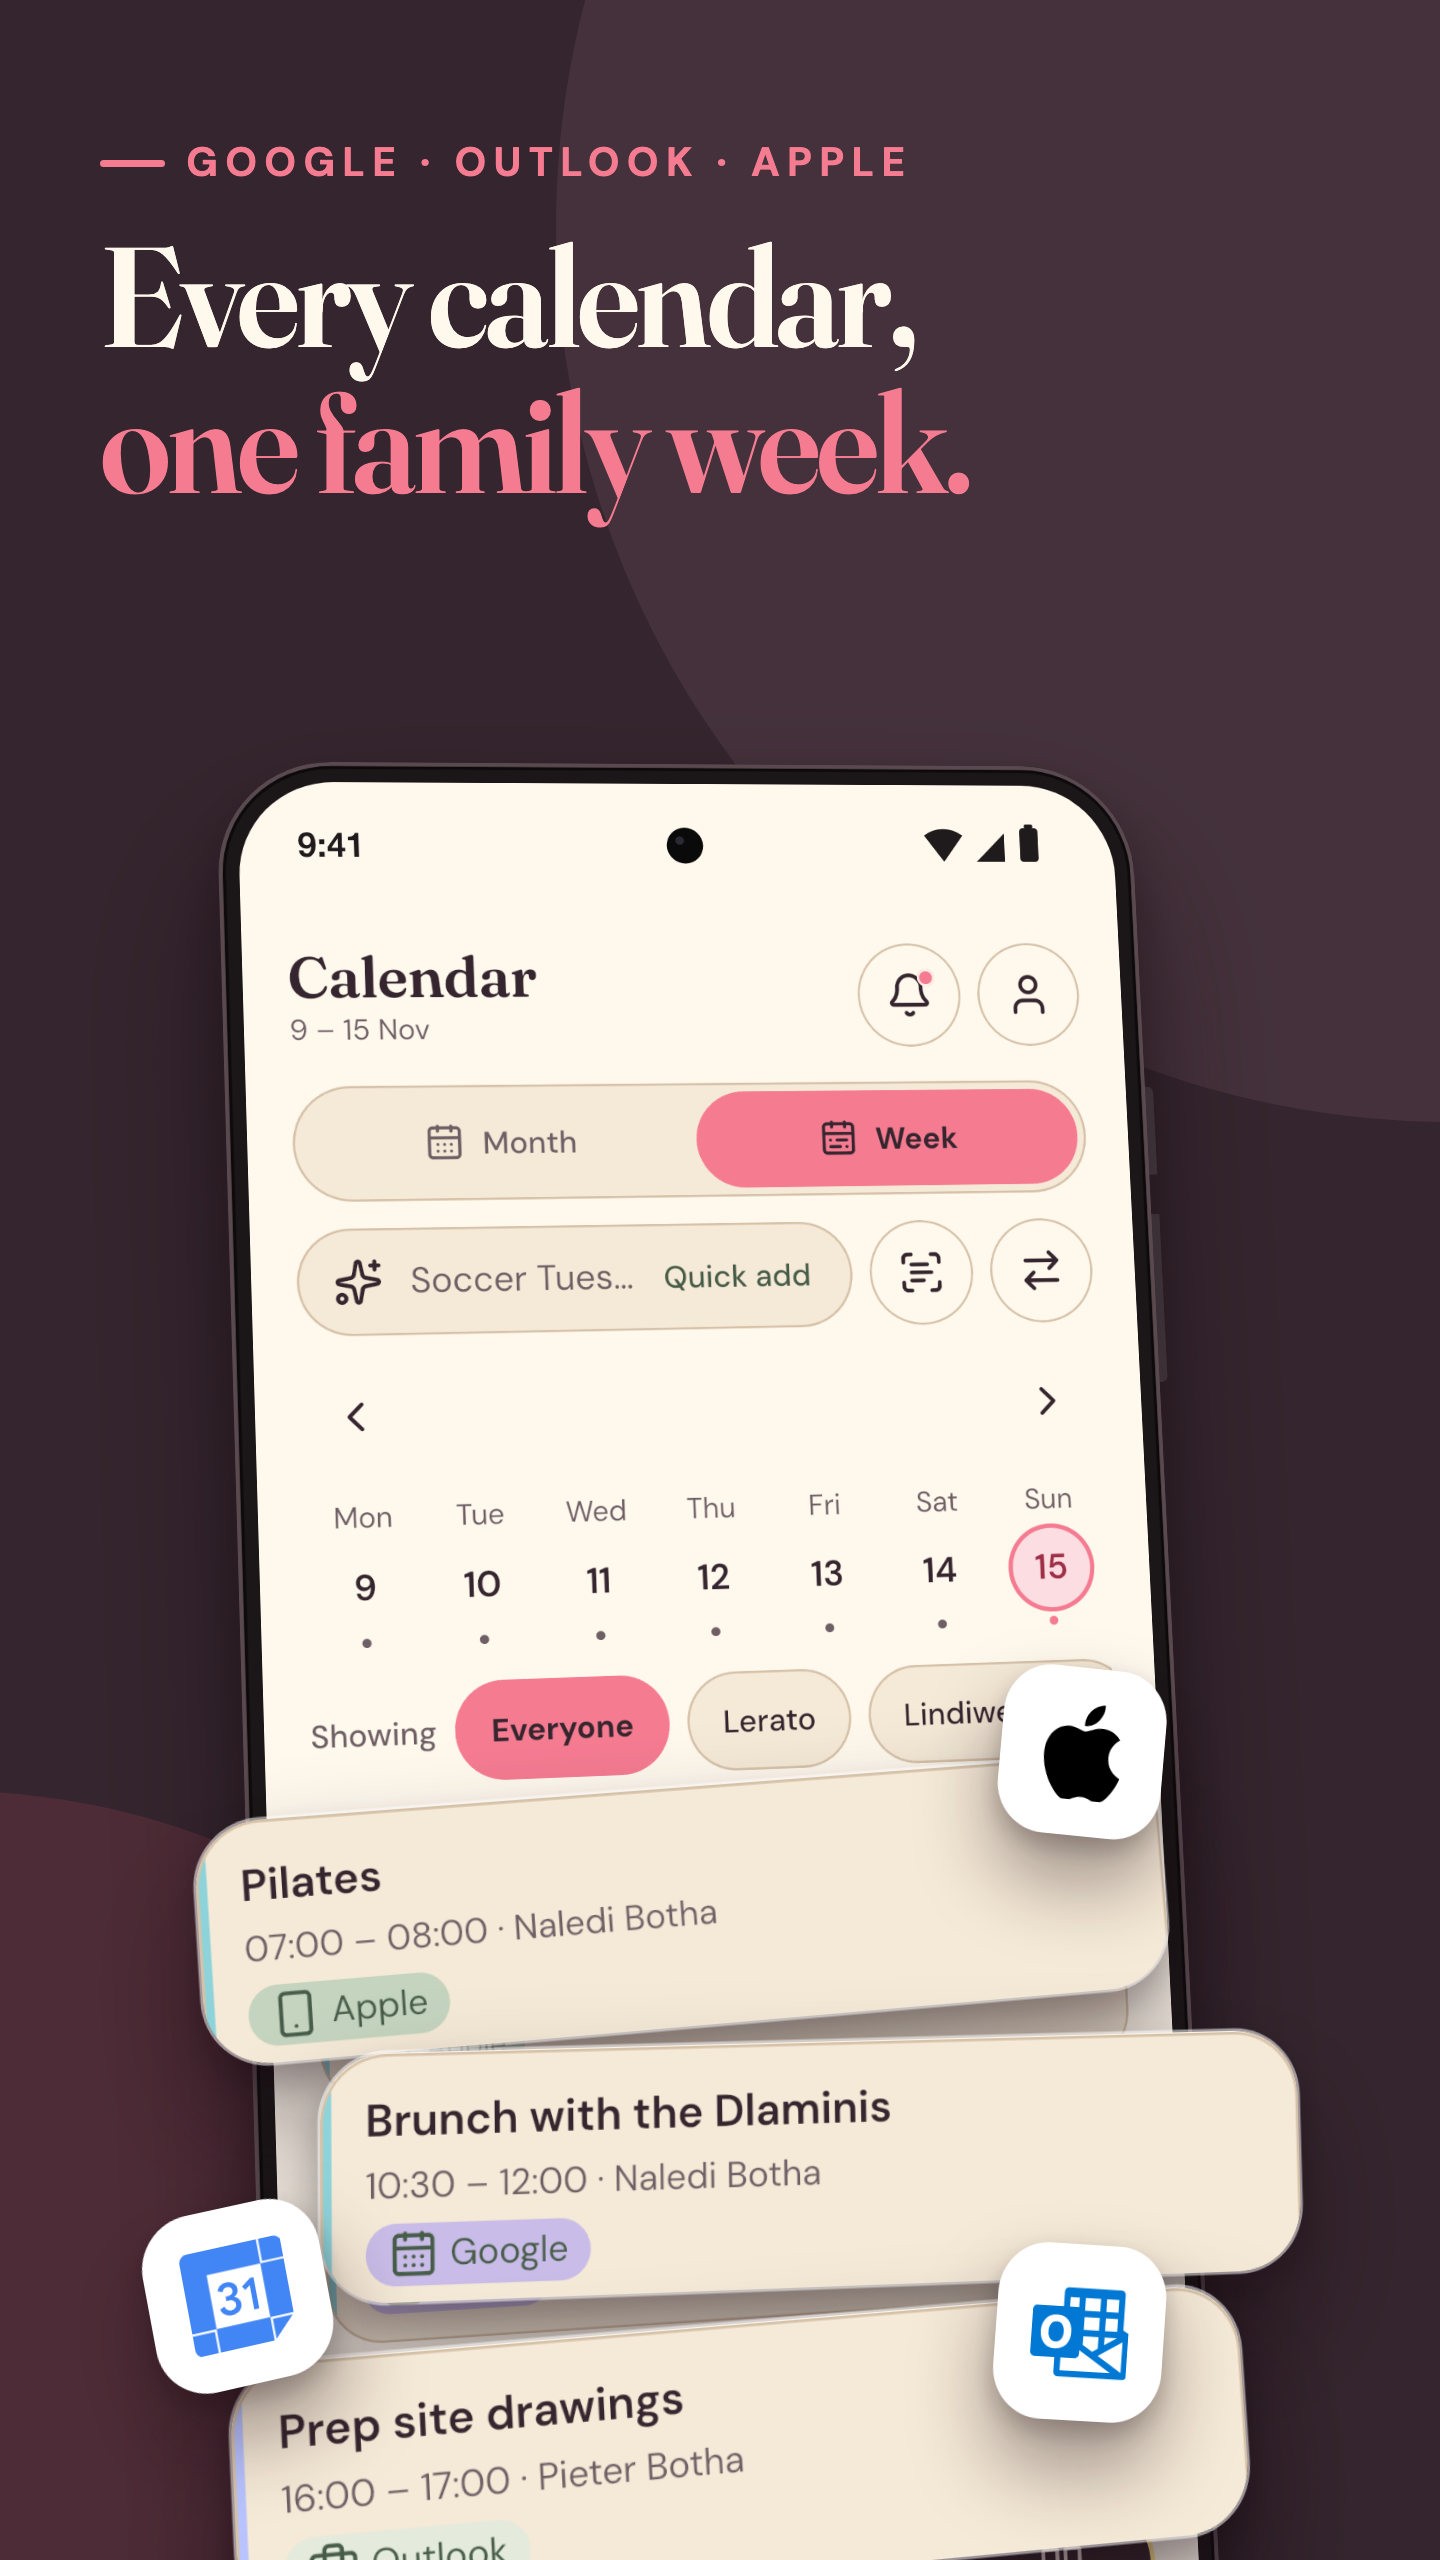 GOOGLE · OUTLOOK · APPLE
Every calendar,
one family week.
9:41
Calendar
9 – 15 Nov
Month
Week
Soccer Tues... Quick add
Mon Tue Wed Thu Fri Sat Sun
9 10 11 12 13 14 15
Showing Everyone Lerato Lindiwe
Pilates
07:00 – 08:00 · Naledi Botha
Apple
Brunch with the Dlaminis
10:30 – 12:00 · Naledi Botha
Google
31
Prep site drawings
16:00 – 17:00 · Pieter Botha
Outlook